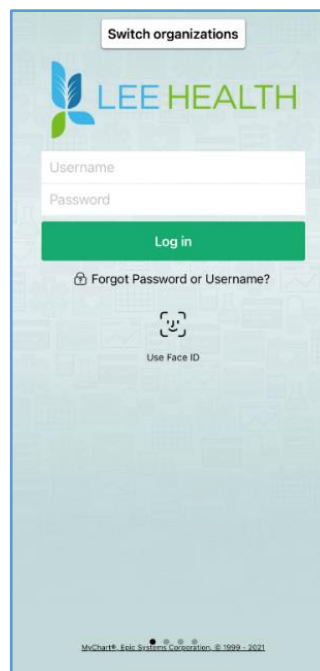 Switch organizations
LEE HEALTH
Username
Password
Log in
Forgot Password or Username?
Use Face ID
MyChart®, Epic Systems Corporation, © 1999 - 2021